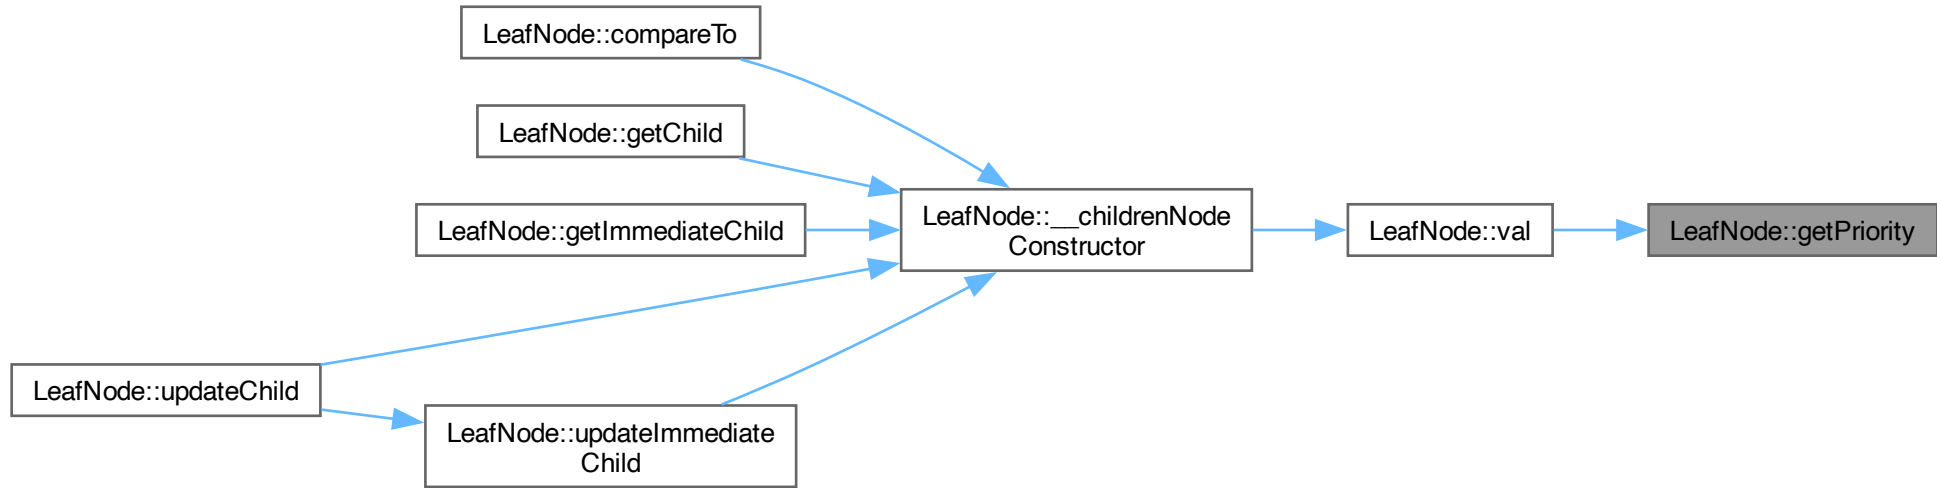 LeafNode::compareTo
LeafNode::getChild
LeafNode::getImmediateChild
LeafNode::updateChild
LeafNode::updateImmediate
Child
LeafNode::__childrenNode
Constructor
LeafNode::val
LeafNode::getPriority